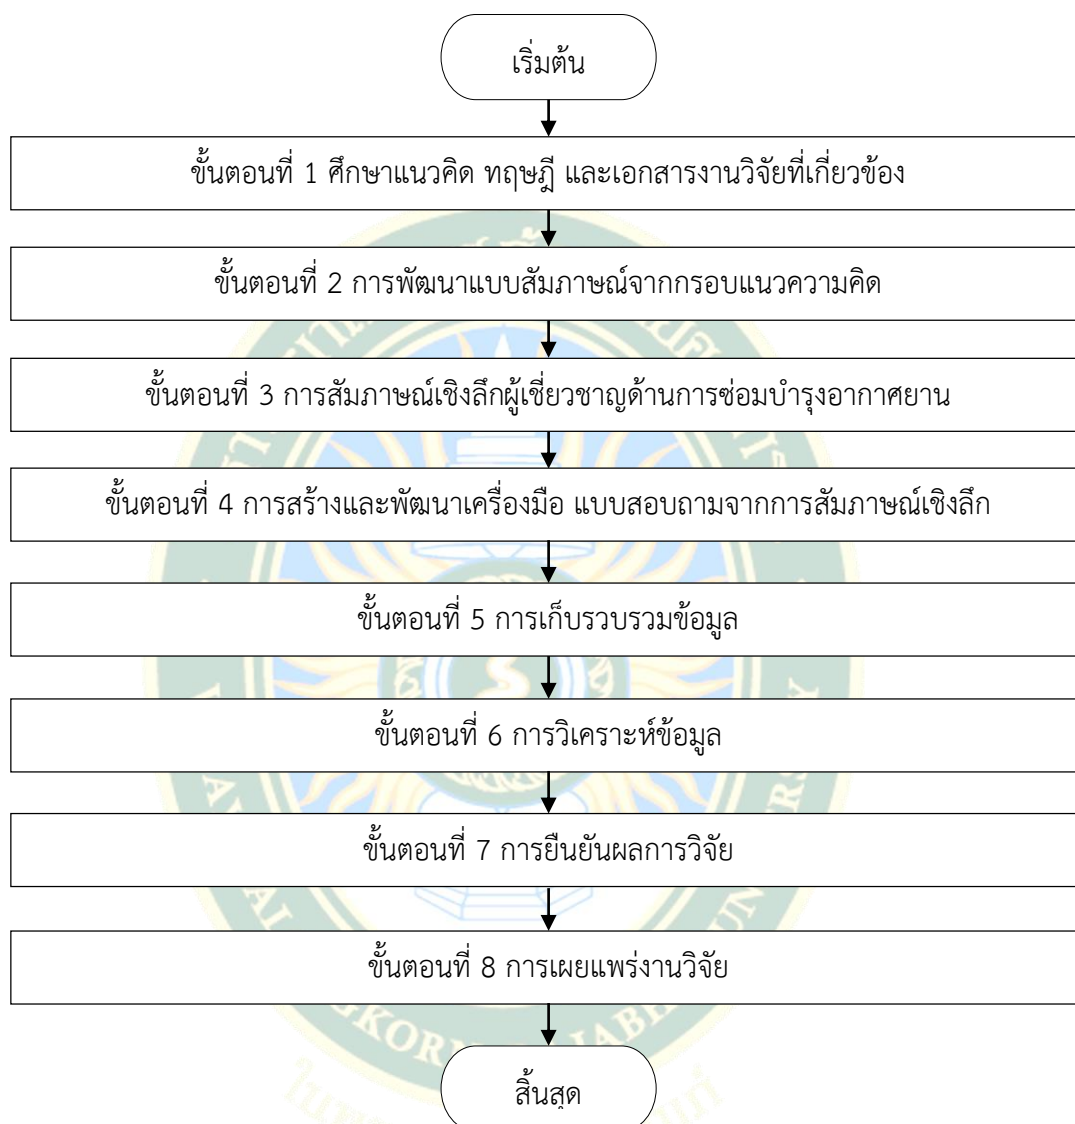 เริ่มต้น
ขั้นตอนที่ 1 ศึกษาแนวคิด ทฤษฎี และเอกสารงานวิจัยที่เกี่ยวข้อง
ขั้นตอนที่ 2 การพัฒนาแบบสัมภาษณ์จากกรอบแนวความคิด
ขั้นตอนที่ 3 การสัมภาษณ์เชิงลึกผู้เชี่ยวชาญด้านการซ่อมบำรุงอากาศยาน
ขั้นตอนที่ 4 การสร้างและพัฒนาเครื่องมือ แบบสอบถามจากการสัมภาษณ์เชิงลึก
ขั้นตอนที่ 5 การเก็บรวบรวมข้อมูล
ขั้นตอนที่ 6 การวิเคราะห์ข้อมูล
ขั้นตอนที่ 7 การยืนยันผลการวิจัย
ขั้นตอนที่ 8 การเผยแพร่งานวิจัย
สิ้นสุด